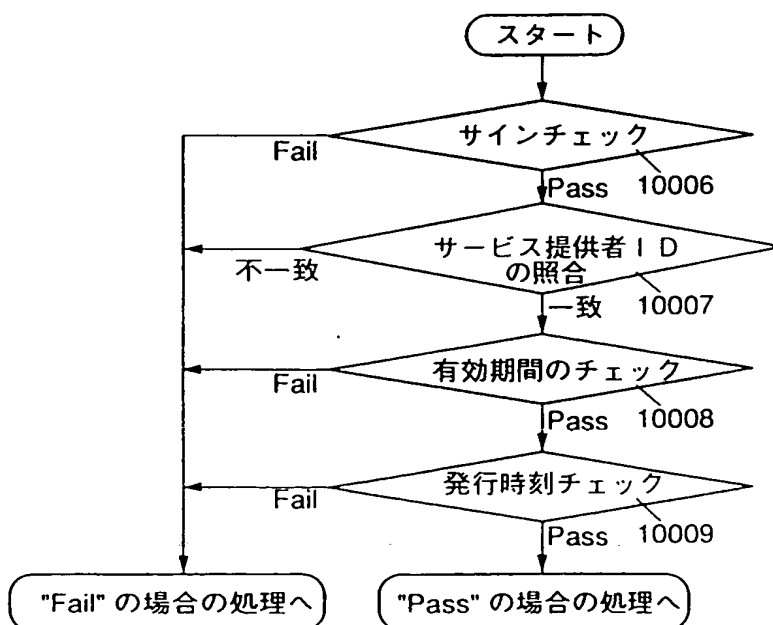 スタート
サインチェック
Fail
Pass 10006
サービス提供者ID
の照合
不一致
10007
一致
有効期間のチェック
Fail
Pass 10008
発行時刻チェック
Fail
Pass 10009
"Fail" の場合の処理へ
"Pass" の場合の処理へ